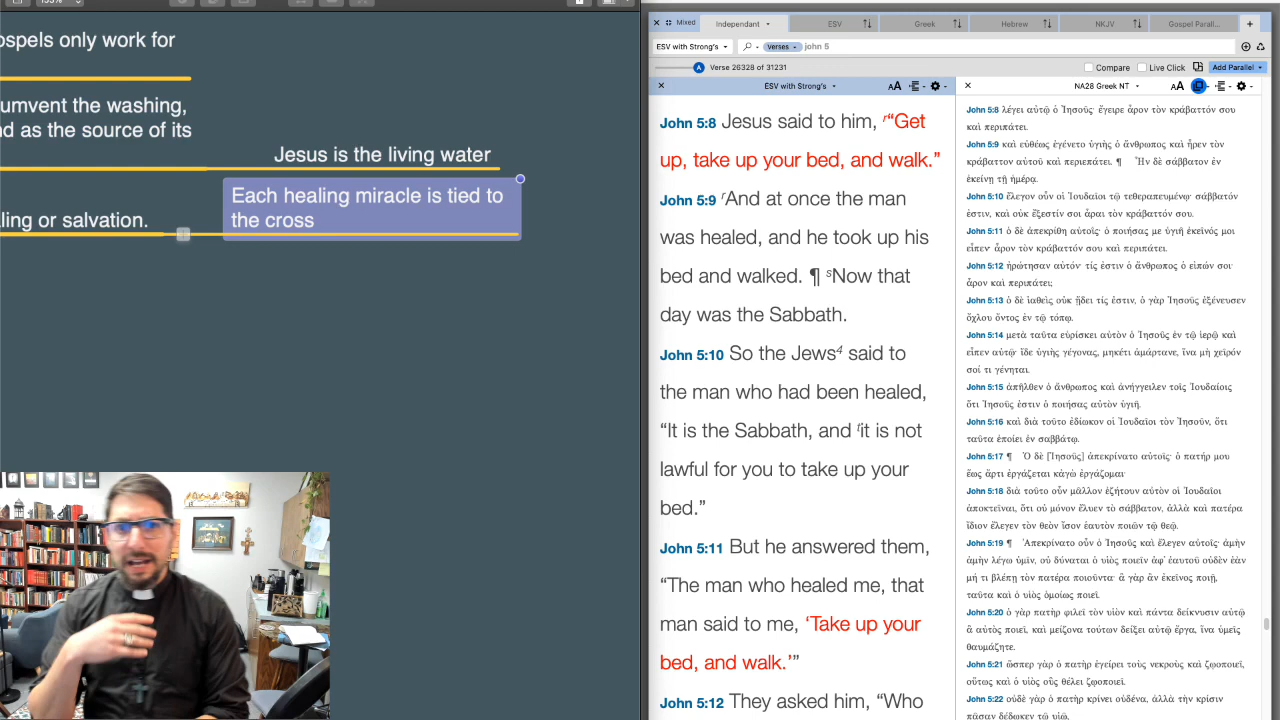 ospels only work for
umvent the washing,
nd as the source of its
Jesus is the living water
Each healing miracle is tied to
the cross
ling or salvation.
Mixed
Independant
ESV
Greek
Hebrew
NKJV
Gospel Parall...
ESV with Strong's
Verses
john 5
Verse 26328 of 31231
Compare
Live Click
Add Parallel
ESV with Strong's
AA
John 5:8 Jesus said to him, r“Get
up, take up your bed, and walk.”
John 5:9 rAnd at once the man
was healed, and he took up his
bed and walked. ¶ sNow that
day was the Sabbath.
John 5:10 So the Jews4 said to
the man who had been healed,
“It is the Sabbath, and tit is not
lawful for you to take up your
bed.”
John 5:11 But he answered them,
“The man who healed me, that
man said to me, ‘Take up your
bed, and walk.’”
John 5:12 They asked him, “Who
NA28 Greek NT
AA
John 5:8 λέγει αὐτῷ ὁ Ἰησοῦς· ἔγειρε ἆρον τὸν κράβαττόν σου
καὶ περιπάτει.
John 5:9 καὶ εὐθέως ἐγένετο ὑγιὴς ὁ ἄνθρωπος καὶ ἦρεν τὸν
κράβαττον αὐτοῦ καὶ περιεπάτει. ¶ Ἦν δὲ σάββατον ἐν
ἐκείνῃ τῇ ἡμέρᾳ.
John 5:10 ἔλεγον οὖν οἱ Ἰουδαῖοι τῷ τεθεραπευμένῳ· σάββατόν
ἐστιν, καὶ οὐκ ἔξεστίν σοι ἆραι τὸν κράβαττόν σου.
John 5:11 ὁ δὲ ἀπεκρίθη αὐτοῖς· ὁ ποιήσας με ὑγιῆ ἐκεῖνός μοι
εἶπεν· ἆρον τὸν κράβαττόν σου καὶ περιπάτει.
John 5:12 ἠρώτησαν αὐτόν· τίς ἐστιν ὁ ἄνθρωπος ὁ εἰπών σοι·
ἆρον καὶ περιπάτει;
John 5:13 ὁ δὲ ἰαθεὶς οὐκ ᾔδει τίς ἐστιν, ὁ γὰρ Ἰησοῦς ἐξένευσεν
ὄχλου ὄντος ἐν τῷ τόπῳ.
John 5:14 μετὰ ταῦτα εὑρίσκει αὐτὸν ὁ Ἰησοῦς ἐν τῷ ἱερῷ καὶ
εἶπεν αὐτῷ· ἴδε ὑγιὴς γέγονας, μηκέτι ἁμάρτανε, ἵνα μὴ χεῖρόν
σοί τι γένηται.
John 5:15 ἀπῆλθεν ὁ ἄνθρωπος καὶ ἀνήγγειλεν τοῖς Ἰουδαίοις
ὅτι Ἰησοῦς ἐστιν ὁ ποιήσας αὐτὸν ὑγιῆ.
John 5:16 καὶ διὰ τοῦτο ἐδίωκον οἱ Ἰουδαῖοι τὸν Ἰησοῦν, ὅτι
ταῦτα ἐποίει ἐν σαββάτῳ.
John 5:17 ¶ Ὁ δὲ [Ἰησοῦς] ἀπεκρίνατο αὐτοῖς· ὁ πατήρ μου
ἕως ἄρτι ἐργάζεται κἀγὼ ἐργάζομαι·
John 5:18 διὰ τοῦτο οὖν μᾶλλον ἐζήτουν αὐτὸν οἱ Ἰουδαῖοι
ἀποκτεῖναι, ὅτι οὐ μόνον ἔλυεν τὸ σάββατον, ἀλλὰ καὶ πατέρα
ἴδιον ἔλεγεν τὸν θεὸν ἴσον ἑαυτὸν ποιῶν τῷ θεῷ.
John 5:19 ¶ Ἀπεκρίνατο οὖν ὁ Ἰησοῦς καὶ ἔλεγεν αὐτοῖς· ἀμὴν
ἀμὴν λέγω ὑμῖν, οὐ δύναται ὁ υἱὸς ποιεῖν ἀφ’ ἑαυτοῦ οὐδὲν ἐὰν
μή τι βλέπῃ τὸν πατέρα ποιοῦντα· ἃ γὰρ ἂν ἐκεῖνος ποιῇ,
ταῦτα καὶ ὁ υἱὸς ὁμοίως ποιεῖ.
John 5:20 ὁ γὰρ πατὴρ φιλεῖ τὸν υἱὸν καὶ πάντα δείκνυσιν αὐτῷ
ἃ αὐτὸς ποιεῖ, καὶ μείζονα τούτων δείξει αὐτῷ ἔργα, ἵνα ὑμεῖς
θαυμάζητε.
John 5:21 ὥσπερ γὰρ ὁ πατὴρ ἐγείρει τοὺς νεκροὺς καὶ ζῳοποιεῖ,
οὕτως καὶ ὁ υἱὸς οὓς θέλει ζῳοποιεῖ.
John 5:22 οὐδὲ γὰρ ὁ πατὴρ κρίνει οὐδένα, ἀλλὰ τὴν κρίσιν
πᾶσαν δέδωκεν τῷ υἱῷ,